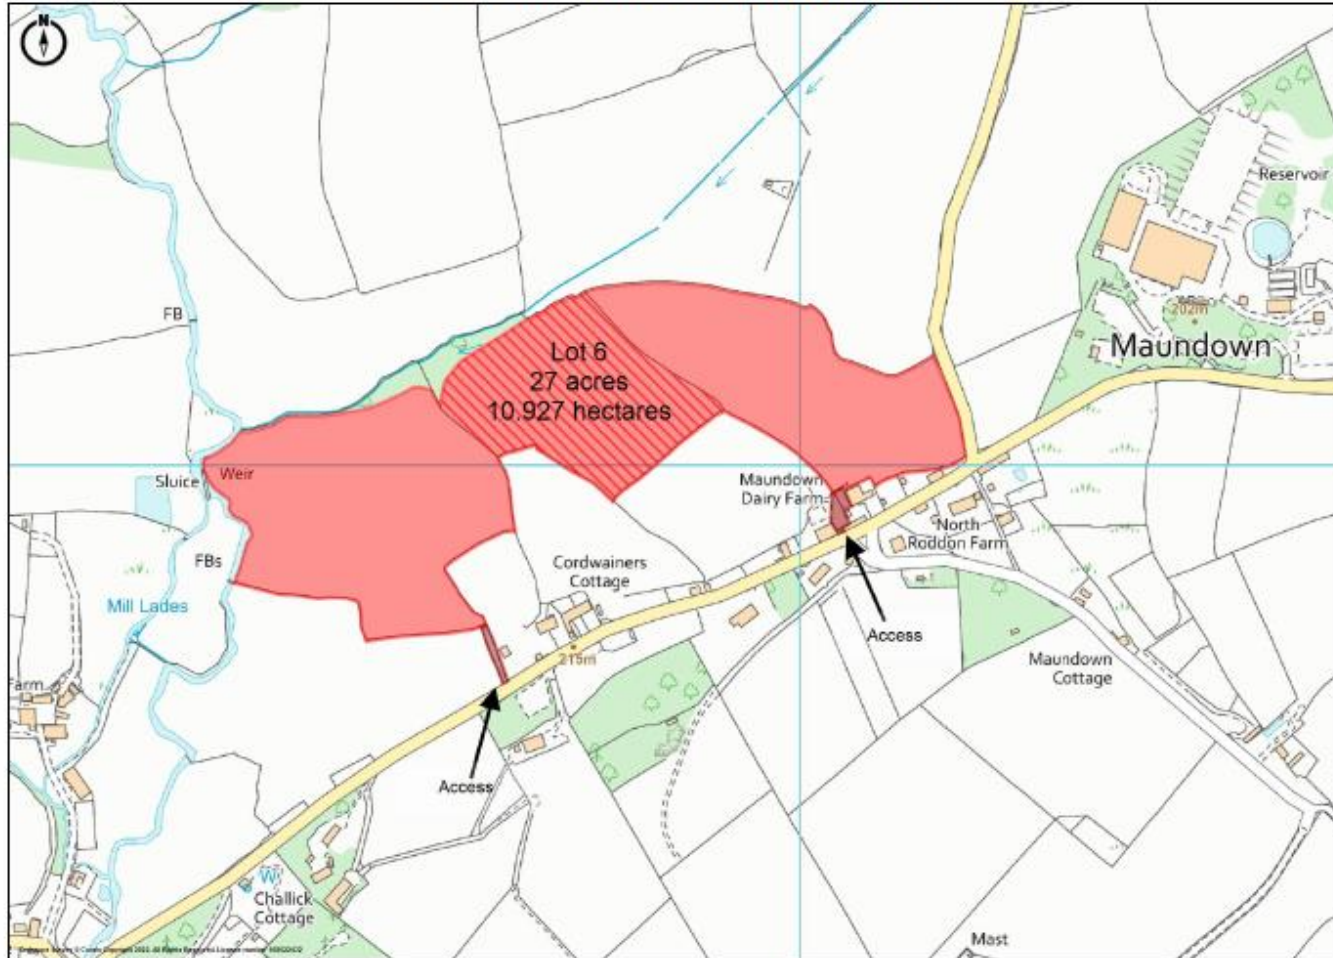 N
Reservoir
FB
202m
Maundown
Lot 6
27 acres
10.927 hectares
Weir
Sluice
Maundown
Dairy Farm
North
Roddon Farm
FBs
Cordwainers
Cottage
Mill Lades
Access
215m
Maundown
Cottage
arm
Access
W
Challick
Cottage
Mast